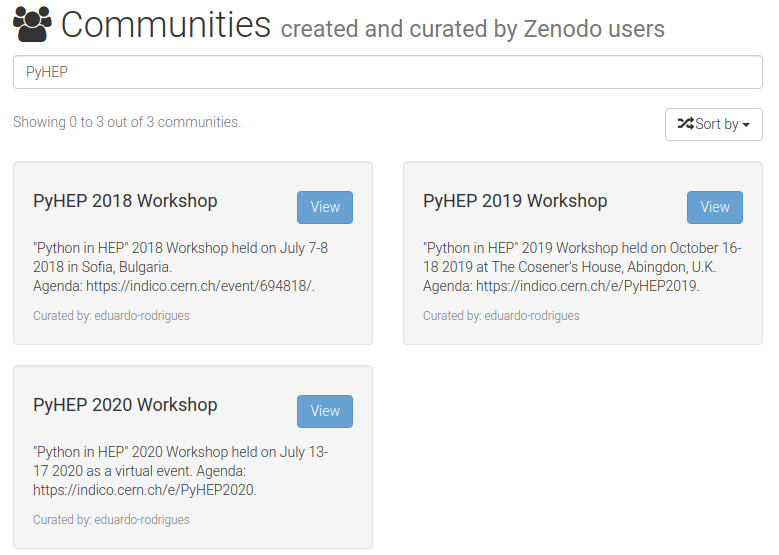 Communities created and curated by Zenodo users
PyHEP
Showing 0 to 3 out of 3 communities.
Sort by
PyHEP 2018 Workshop
View
"Python in HEP" 2018 Workshop held on July 7-8
2018 in Sofia, Bulgaria.
Agenda: https://indico.cern.ch/event/694818/.
Curated by: eduardo-rodrigues
PyHEP 2019 Workshop
View
"Python in HEP" 2019 Workshop held on October 16-
18 2019 at The Cosener's House, Abingdon, U.K.
Agenda: https://indico.cern.ch/e/PyHEP2019.
Curated by: eduardo-rodrigues
PyHEP 2020 Workshop
View
"Python in HEP" 2020 Workshop held on July 13-
17 2020 as a virtual event. Agenda:
https://indico.cern.ch/e/PyHEP2020.
Curated by: eduardo-rodrigues